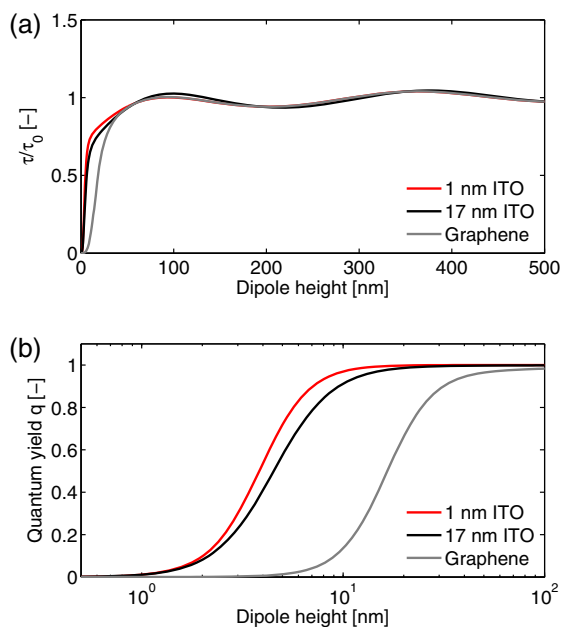 (a)
1.5
1
0.5
0
τ/τ0 [−]
1 nm ITO
17 nm ITO
Graphene
0 100 200 300 400 500
Dipole height [nm]
(b)
1
0.8
0.6
0.4
0.2
0
Quantum yield q [−]
1 nm ITO
17 nm ITO
Graphene
10^0 10^1 10^2
Dipole height [nm]